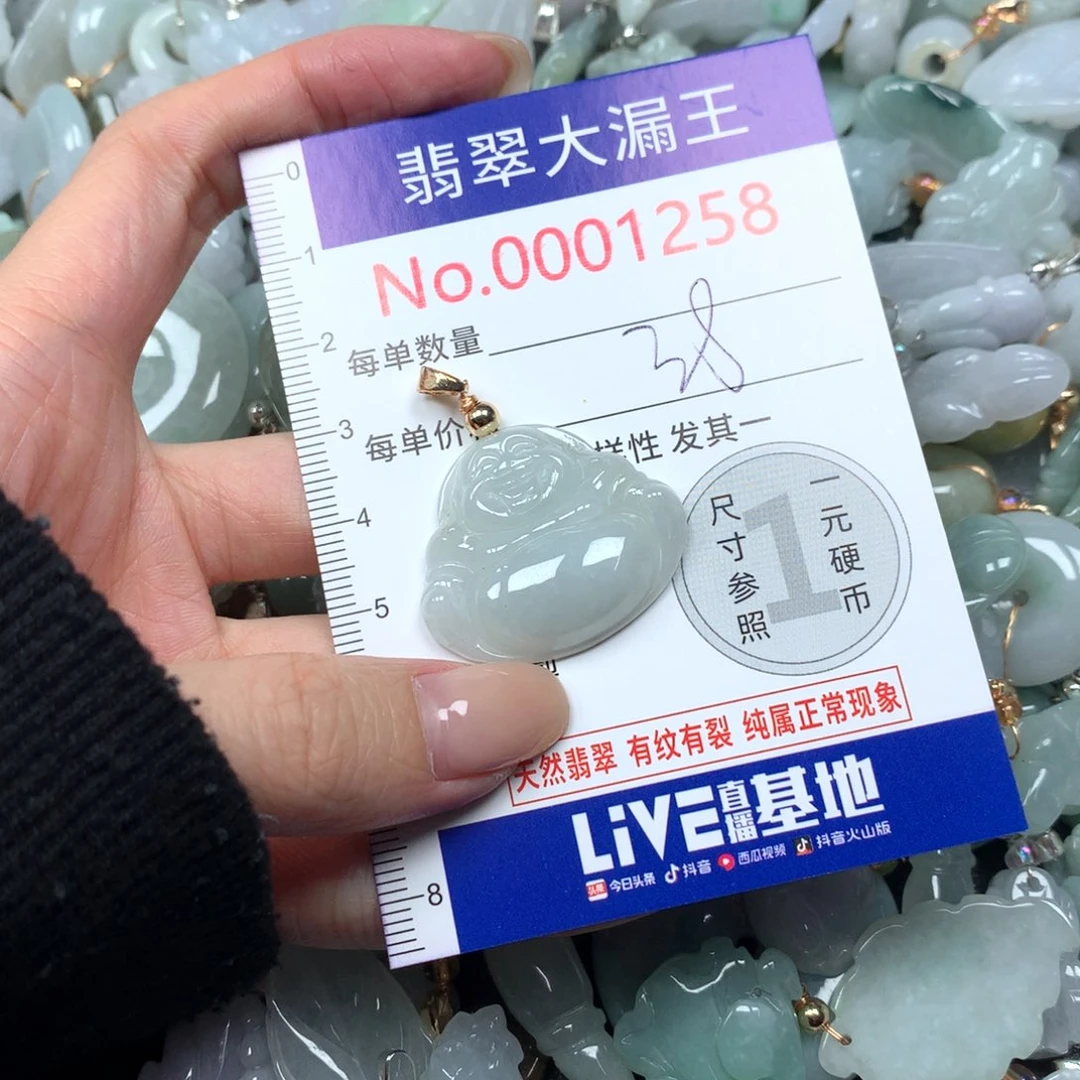 翡翠大漏王
No.0001258
每单数量
38
每单价
样性 发其一
尺寸参照
1
一元硬币
型
天然翡翠 有纹有裂 纯属正常现象
LiVE直播基地
头条 今日头条 抖音 西瓜视频 抖音火山版
0
1
2
3
4
5
8